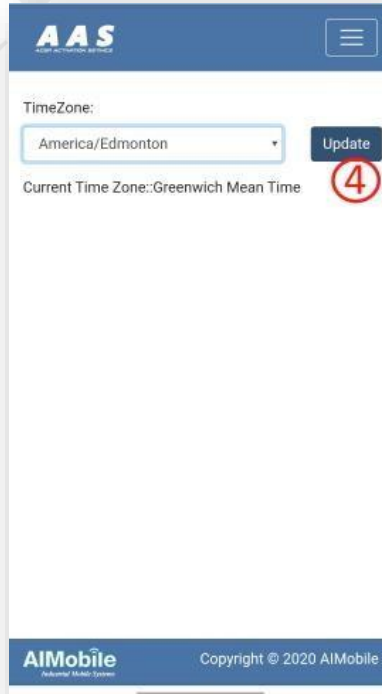 AAS
TimeZone:
America/Edmonton
Update
Current Time Zone::Greenwich Mean Time
4
AIMobile
Industrial Mobile Systems
Copyright © 2020 AIMobile